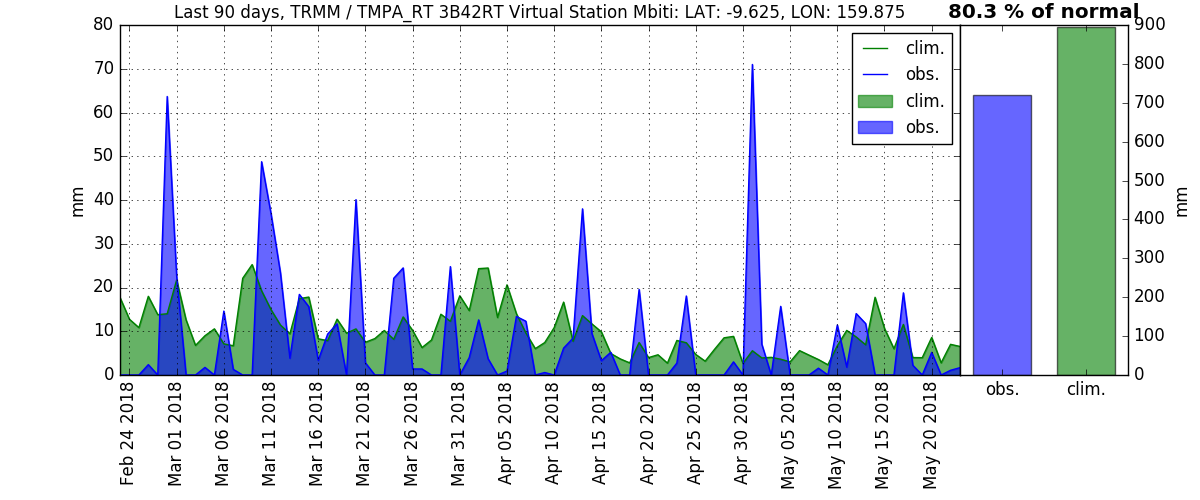 Last 90 days, TRMM / TMPA_RT 3B42RT Virtual Station Mbiti: LAT: -9.625, LON: 159.875
80.3 % of normal
80
70
60
50
40
30
20
10
0
mm
clim.
obs.
clim.
obs.
Feb 24 2018
Mar 01 2018
Mar 06 2018
Mar 11 2018
Mar 16 2018
Mar 21 2018
Mar 26 2018
Mar 31 2018
Apr 05 2018
Apr 10 2018
Apr 15 2018
Apr 20 2018
Apr 25 2018
Apr 30 2018
May 05 2018
May 10 2018
May 15 2018
May 20 2018
900
800
700
600
500
400
300
200
100
0
mm
obs.
clim.